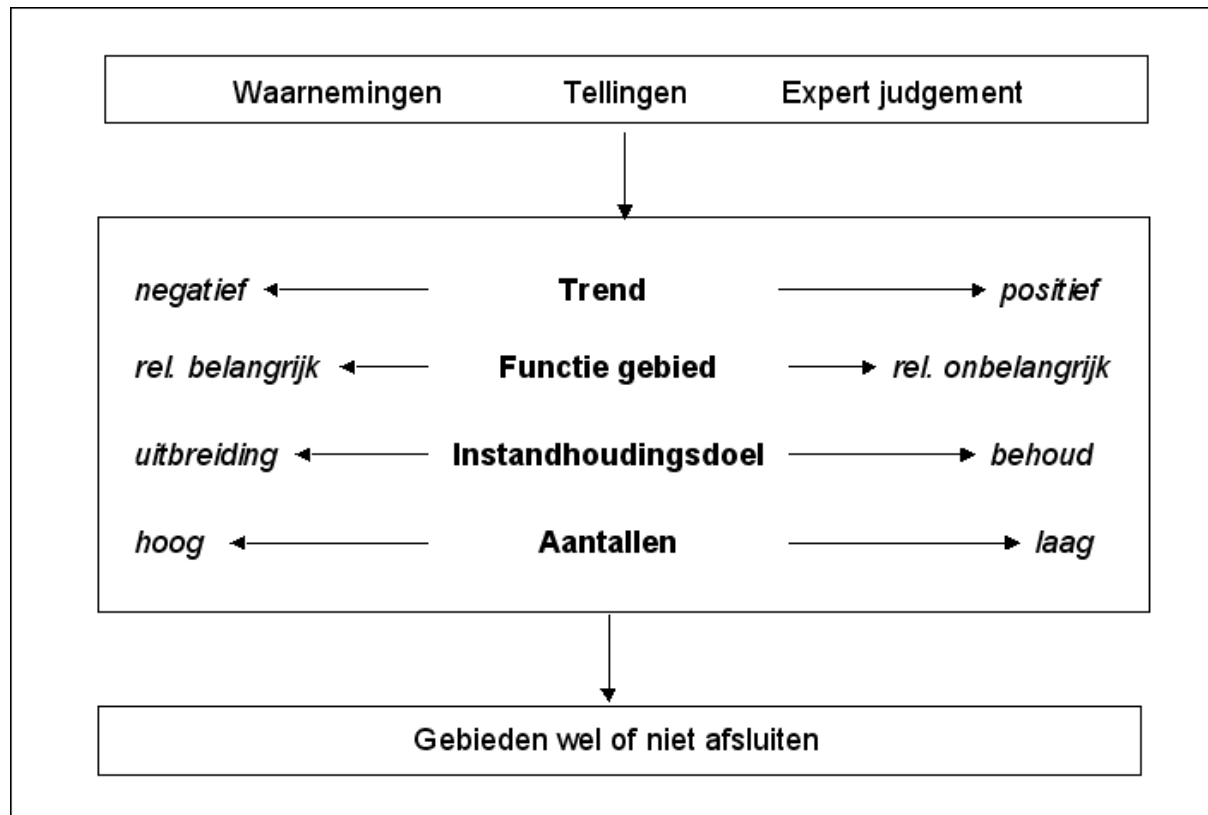 Waarnemingen Tellingen Expert judgement
negatief Trend positief
rel. belangrijk Functie gebied rel. onbelangrijk
uitbreiding Instandhoudingsdoel behoud
hoog Aantallen laag
Gebieden wel of niet afsluiten